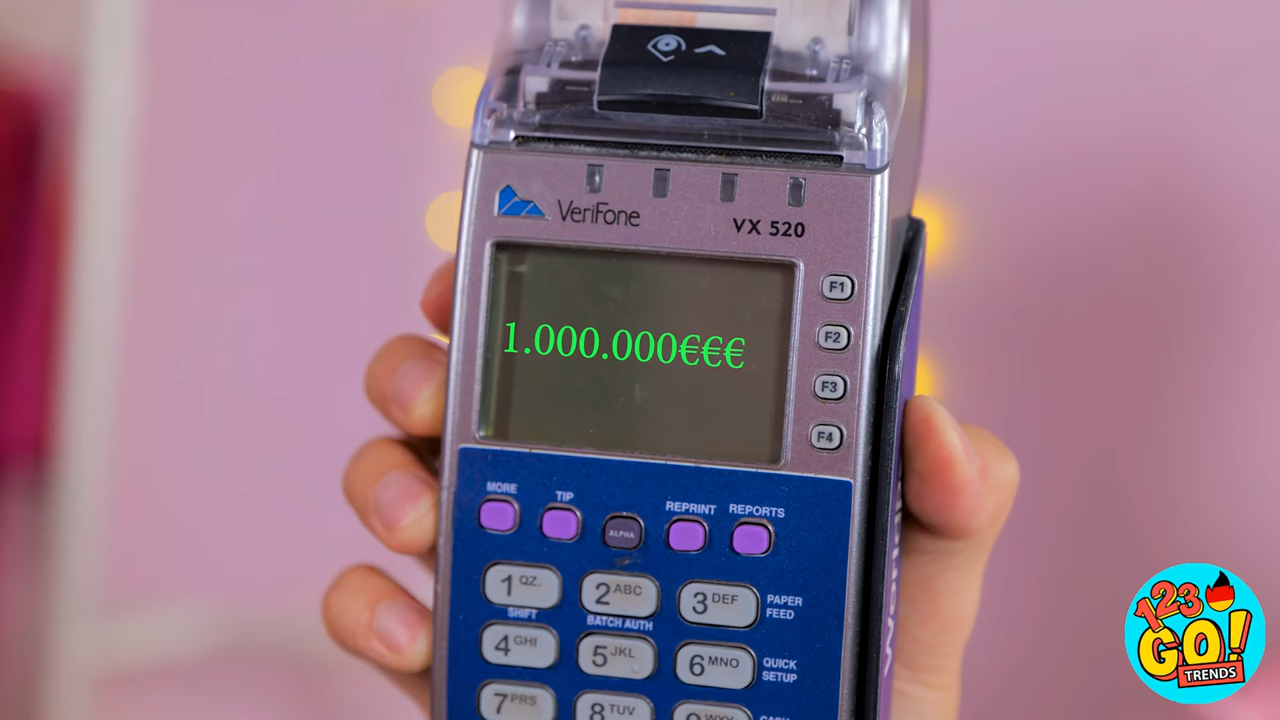 VeriFone
VX 520
F1
1.000.000€€€
F2
F3
F4
MORE
TIP
ALPHA
REPRINT
REPORTS
1 QZ.
2 ABC
3 DEF
PAPER
FEED
SHIFT
BATCH AUTH
4 GHI
5 JKL
6 MNO
QUICK
SETUP
7 PRS
8 TUV
123
GO!
TRENDS